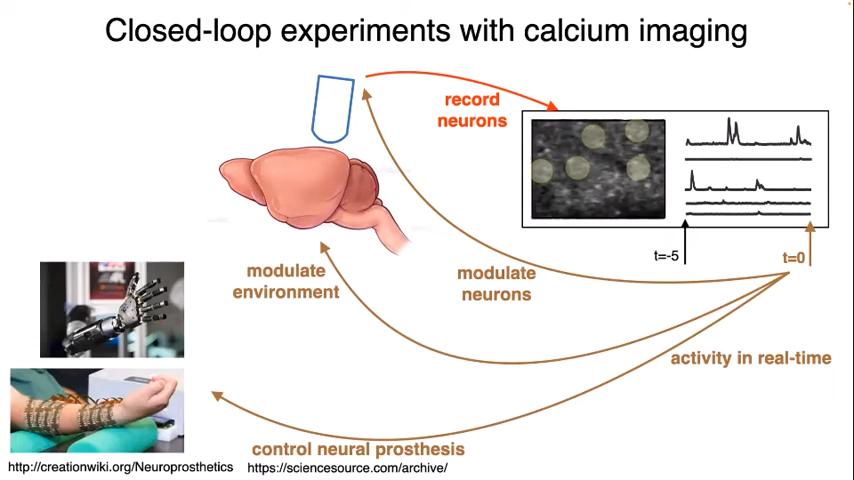 Closed-loop experiments with calcium imaging
record
neurons
t=-5
t=0
modulate
environment
modulate
neurons
activity in real-time
control neural prosthesis
http://creationwiki.org/Neuroprosthetics
https://sciencesource.com/archive/